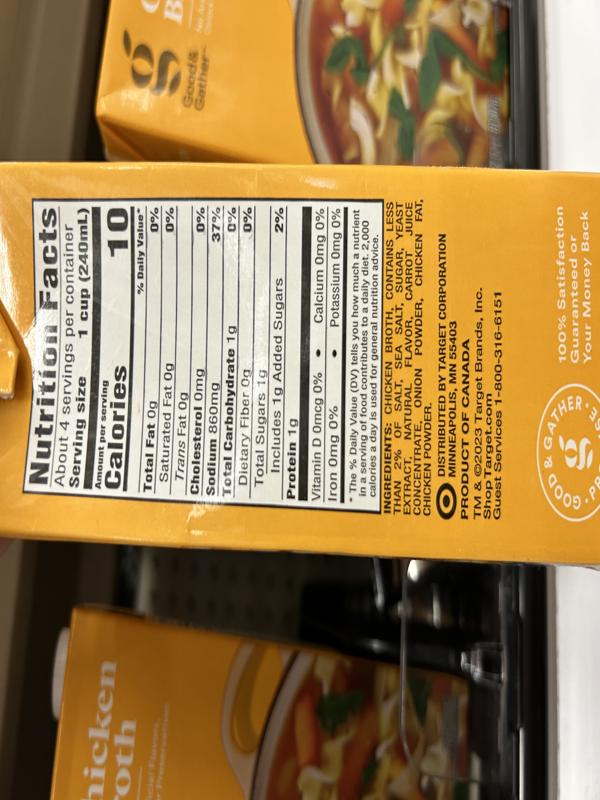 Nutrition Facts
About 4 servings per container
Serving size 1 cup (240mL)
Amount per serving
Calories 10
% Daily Value*
Total Fat 0g 0%
Saturated Fat 0g 0%
Trans Fat 0g
Cholesterol 0mg 0%
Sodium 860mg 37%
Total Carbohydrate 1g 0%
Dietary Fiber 0g 0%
Total Sugars 1g
Includes 1g Added Sugars 2%
Protein 1g
Vitamin D 0mcg 0% • Calcium 0mg 0%
Iron 0mg 0% • Potassium 0mg 0%
* The % Daily Value (DV) tells you how much a nutrient
in a serving of food contributes to a daily diet. 2,000
calories a day is used for general nutrition advice.
INGREDIENTS: CHICKEN BROTH, CONTAINS LESS
THAN 2% OF SALT, SEA SALT, SUGAR, YEAST
EXTRACT, NATURAL FLAVOR, CARROT JUICE
CONCENTRATE, ONION POWDER, CHICKEN FAT,
CHICKEN POWDER.
DISTRIBUTED BY TARGET CORPORATION
MINNEAPOLIS, MN 55403
PRODUCT OF CANADA
TM & ©2023 Target Brands, Inc.
Shop Target.com
Guest Services 1-800-316-6151
100% Satisfaction
Guaranteed or
Your Money Back
GOOD & GATHER
g
g
Good &
Gather
hicken
roth